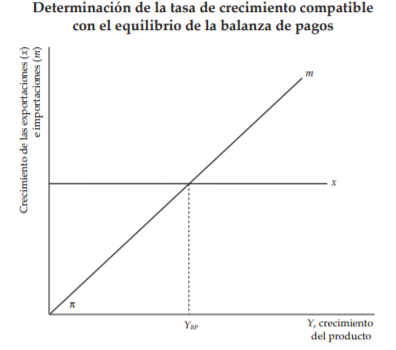 Determinación de la tasa de crecimiento compatible
con el equilibrio de la balanza de pagos
Crecimiento de las exportaciones (x)
e importaciones (m)
m
x
π
Y_BP
Y, crecimiento
del producto